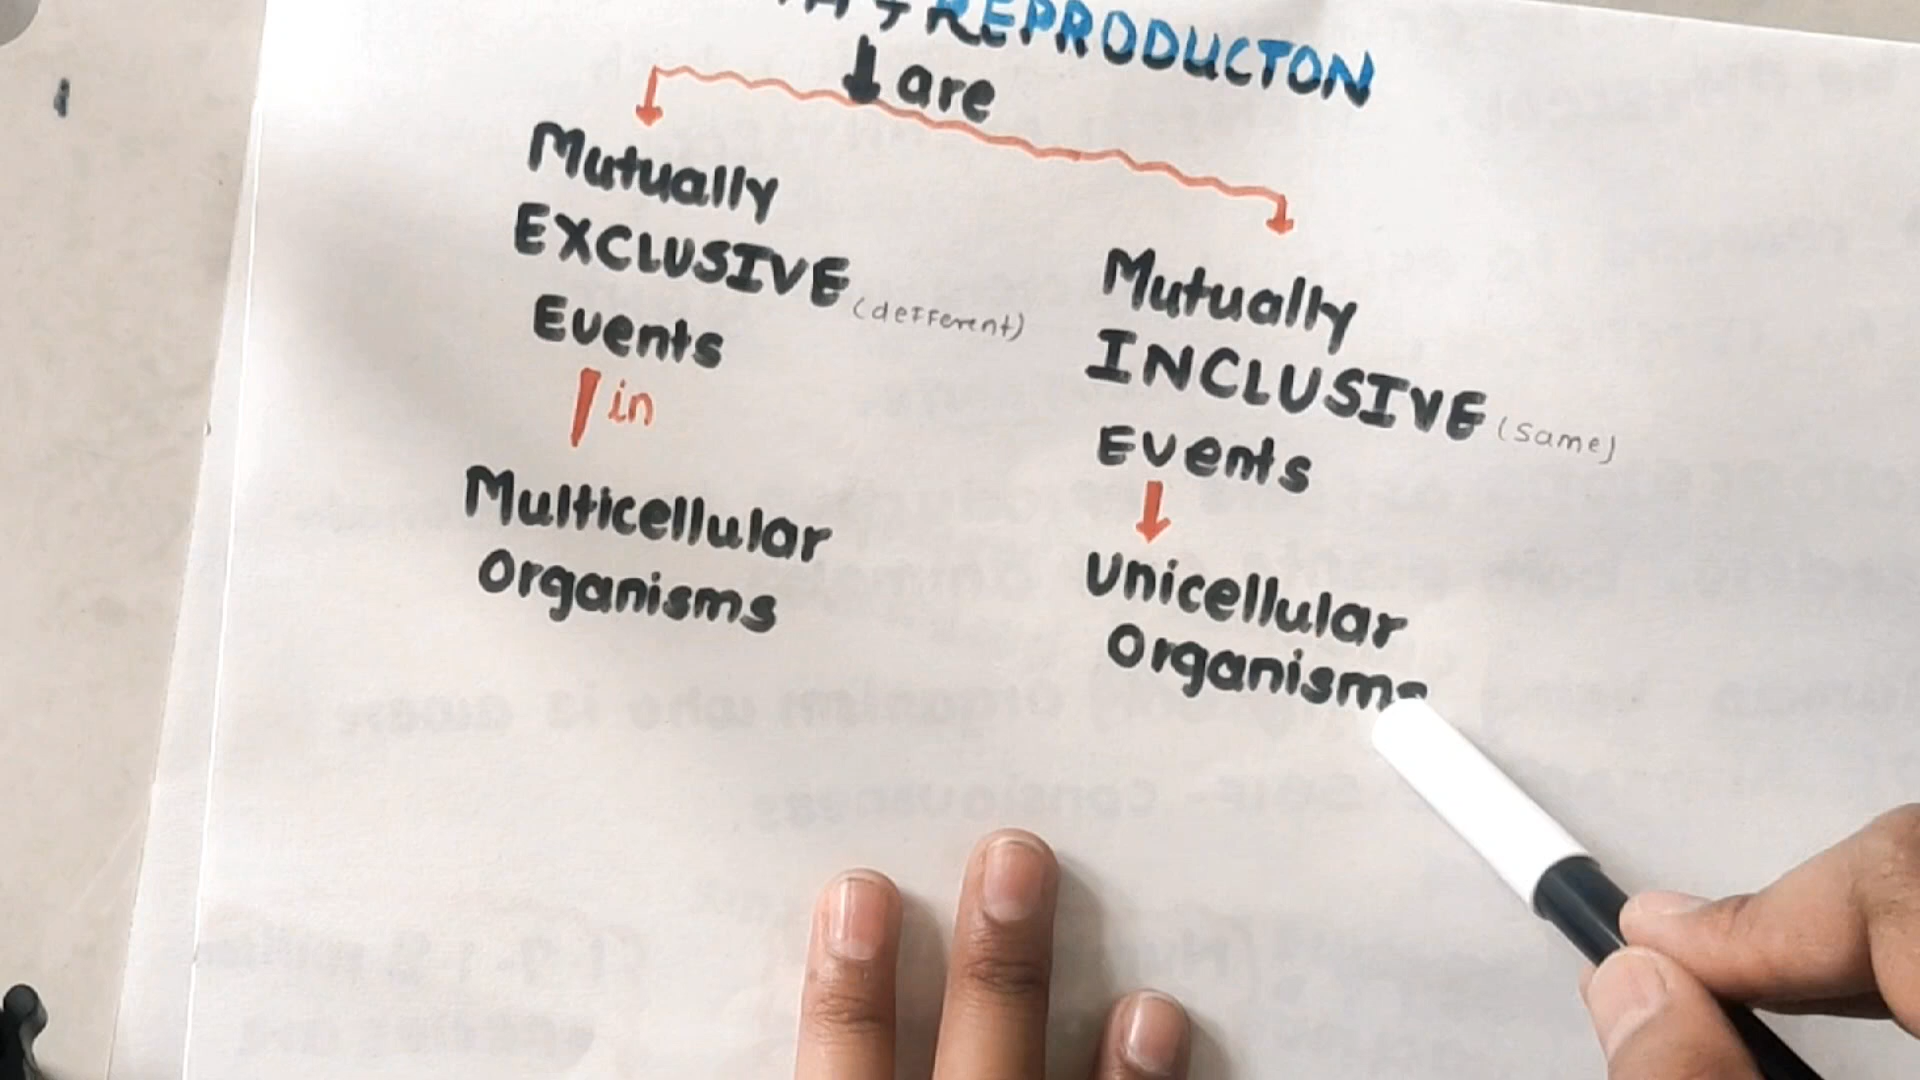 REPRODUCTON
are
Mutually
EXCLUSIVE (defferent)
Events
in
Multicellular
Organisms
Mutually
INCLUSIVE (same)
Events
Unicellular
Organisms